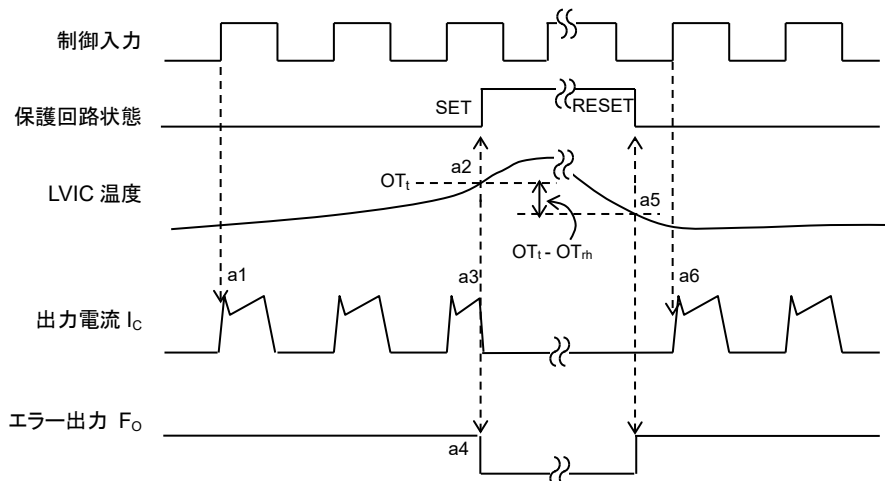 制御入力
保護回路状態
SET
RESET
LVIC 温度
OTt
a2
a5
OTt - OTrh
出力電流 IC
a1
a3
a6
エラー出力 FO
a4